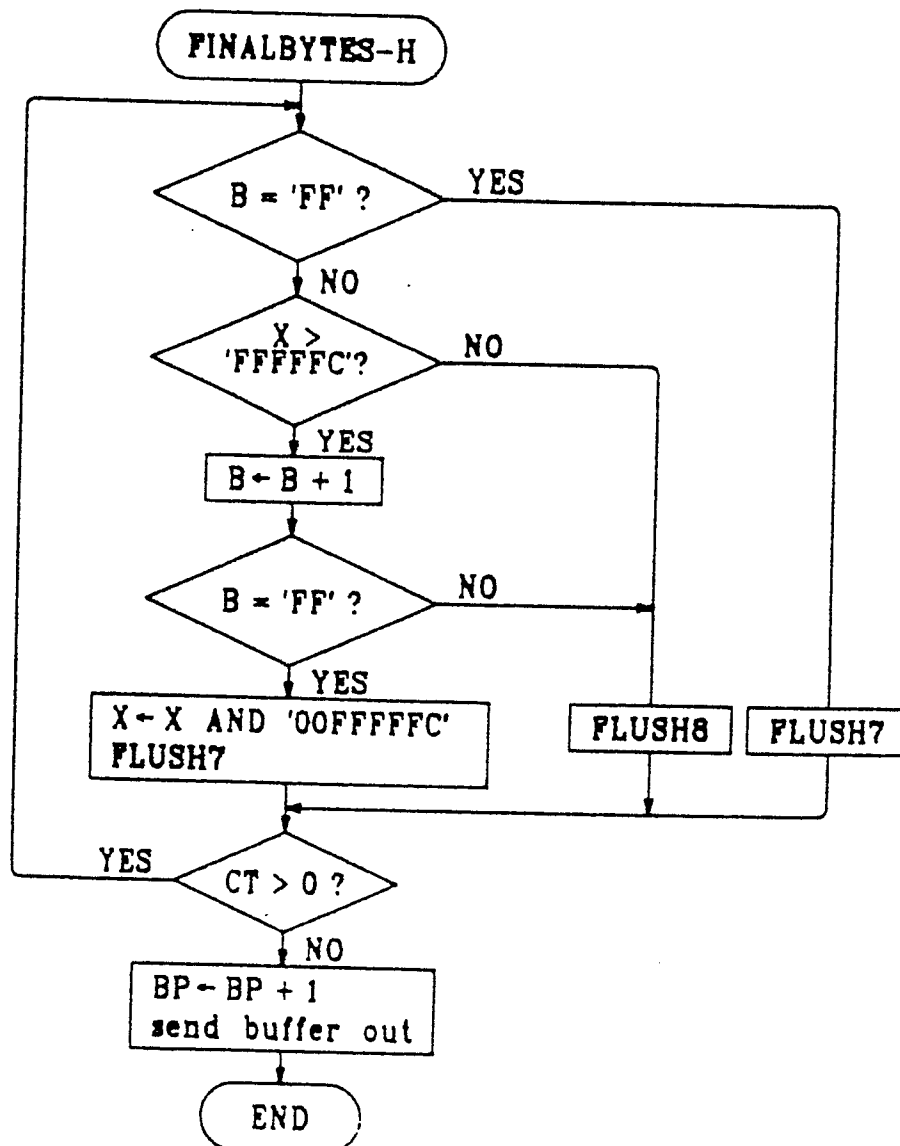 FINALBYTES-H
B = 'FF' ?
YES
NO
X >
'FFFFFFC'?
NO
YES
B ← B + 1
B = 'FF' ?
NO
YES
X ← X AND '00FFFFFC'
FLUSH7
FLUSH8
FLUSH7
YES
CT > 0 ?
NO
BP ← BP + 1
send buffer out
END